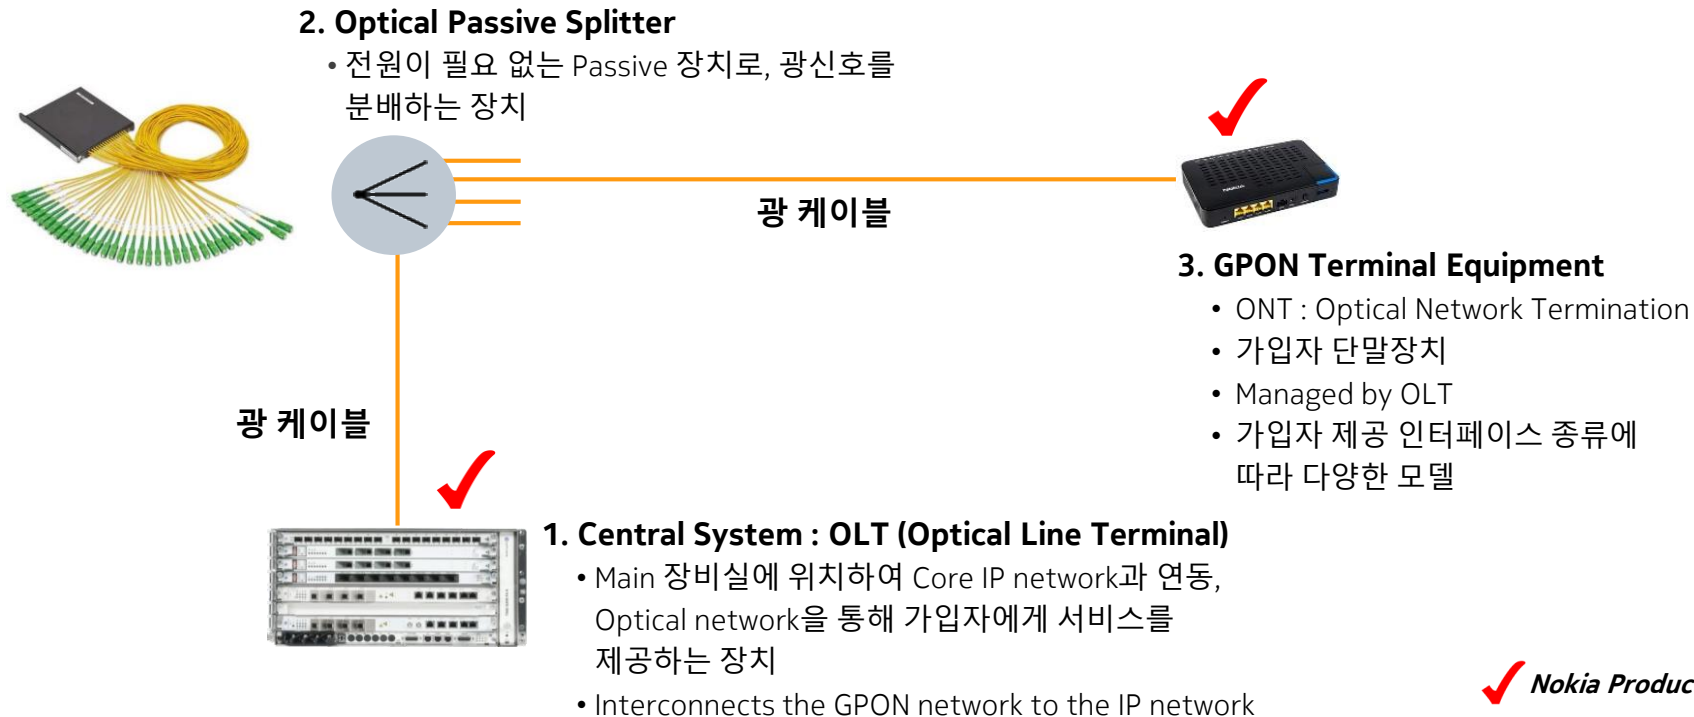 2. Optical Passive Splitter
• 전원이 필요 없는 Passive 장치로, 광신호를
분배하는 장치
광 케이블
NOKIA
3. GPON Terminal Equipment
• ONT : Optical Network Termination
• 가입자 단말장치
• Managed by OLT
• 가입자 제공 인터페이스 종류에
따라 다양한 모델
광 케이블
1. Central System : OLT (Optical Line Terminal)
• Main 장비실에 위치하여 Core IP network과 연동,
Optical network을 통해 가입자에게 서비스를
제공하는 장치
• Interconnects the GPON network to the IP network
Nokia Produc